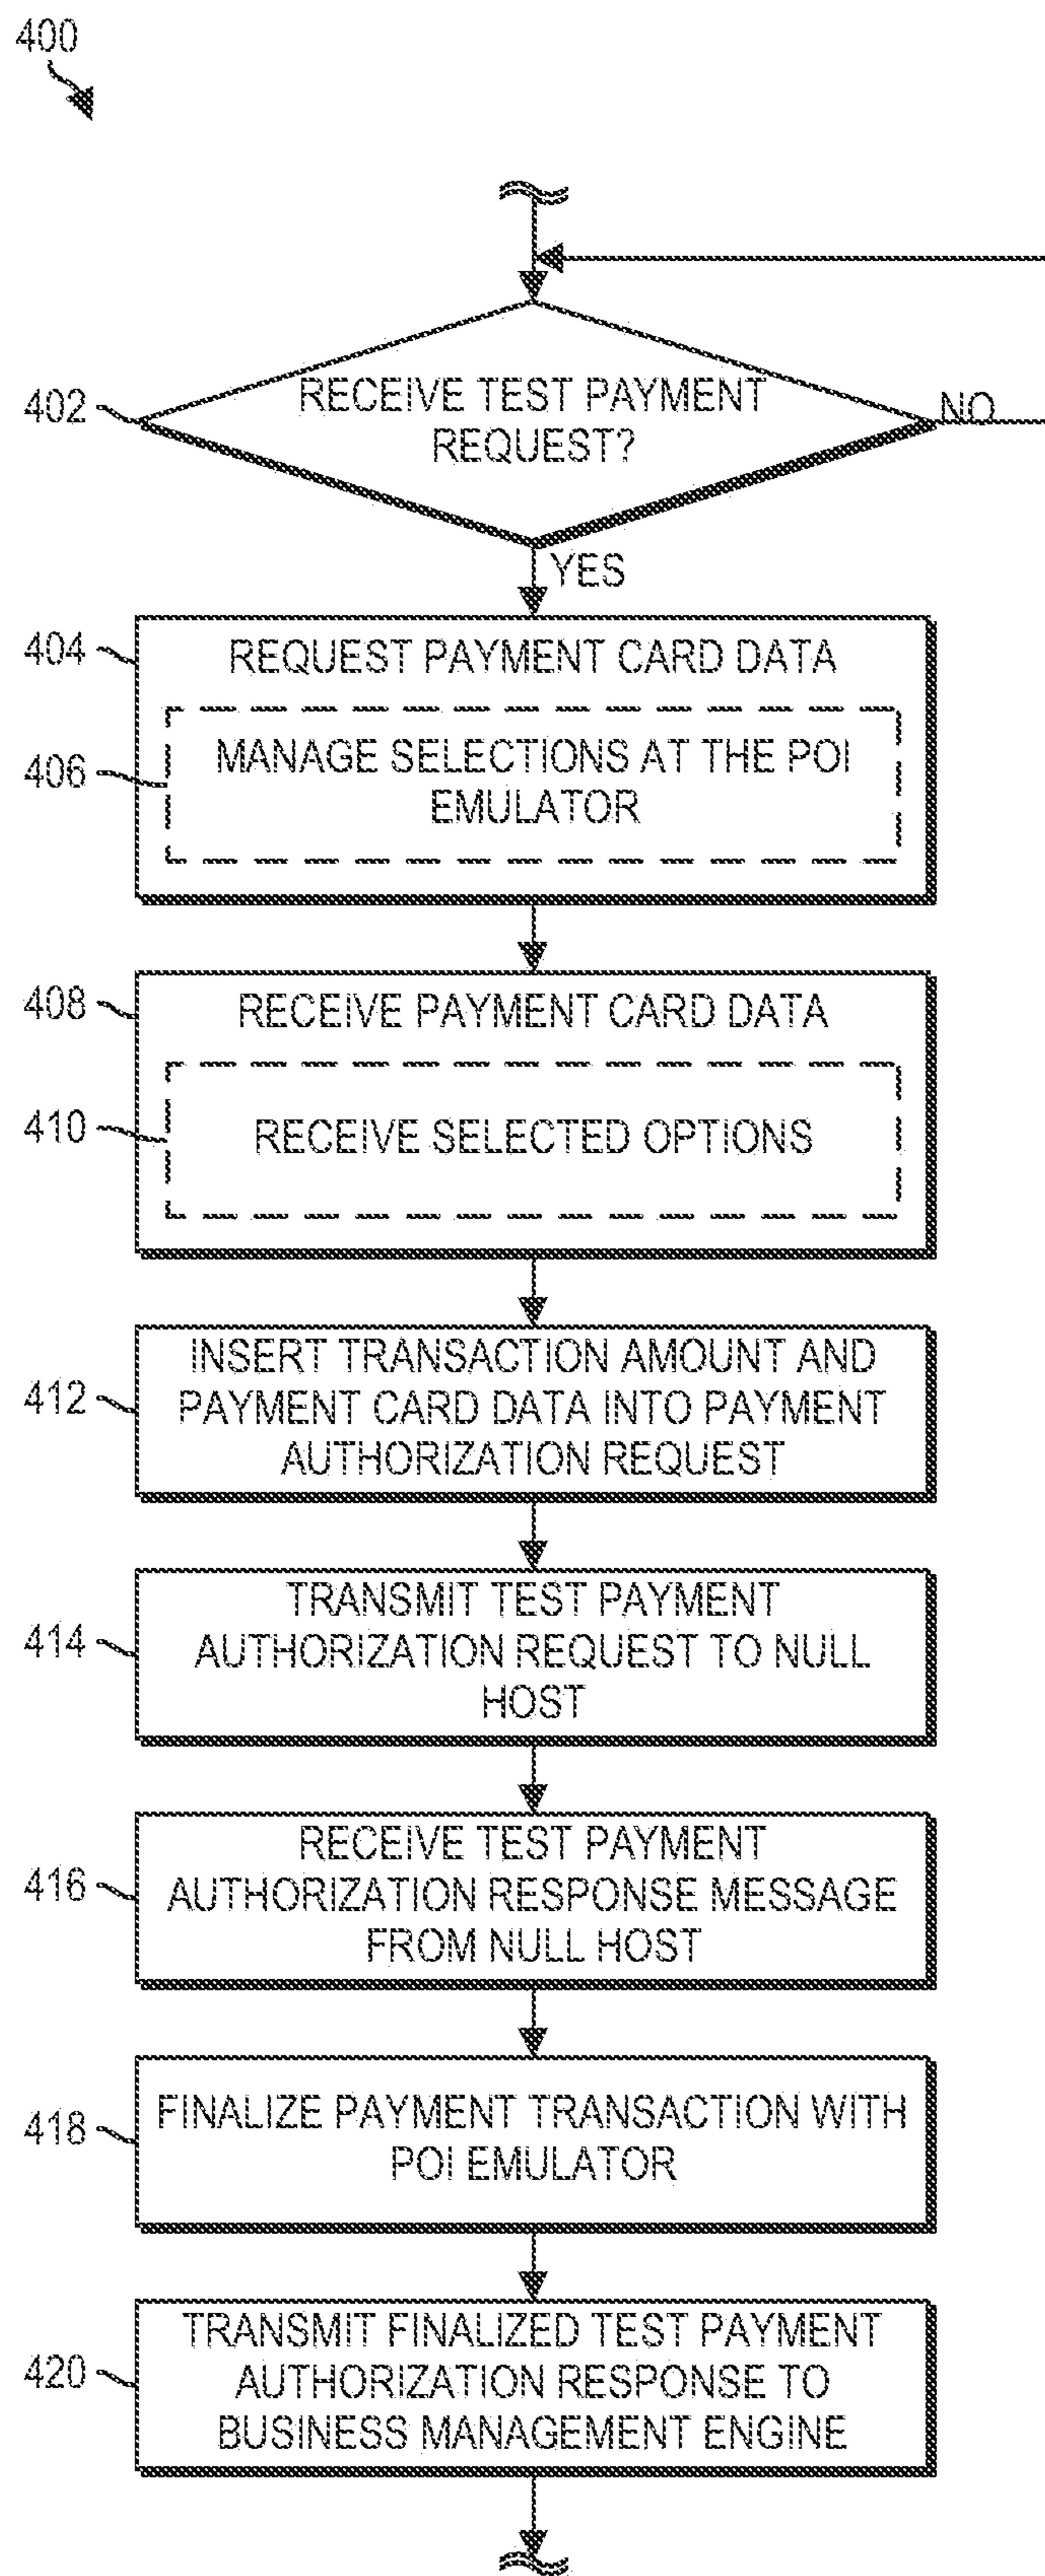 400
402
RECEIVE TEST PAYMENT
REQUEST?
NO
YES
404
REQUEST PAYMENT CARD DATA
406
MANAGE SELECTIONS AT THE POI
EMULATOR
408
RECEIVE PAYMENT CARD DATA
410
RECEIVE SELECTED OPTIONS
412
INSERT TRANSACTION AMOUNT AND
PAYMENT CARD DATA INTO PAYMENT
AUTHORIZATION REQUEST
414
TRANSMIT TEST PAYMENT
AUTHORIZATION REQUEST TO NULL
HOST
416
RECEIVE TEST PAYMENT
AUTHORIZATION RESPONSE MESSAGE
FROM NULL HOST
418
FINALIZE PAYMENT TRANSACTION WITH
POI EMULATOR
420
TRANSMIT FINALIZED TEST PAYMENT
AUTHORIZATION RESPONSE TO
BUSINESS MANAGEMENT ENGINE